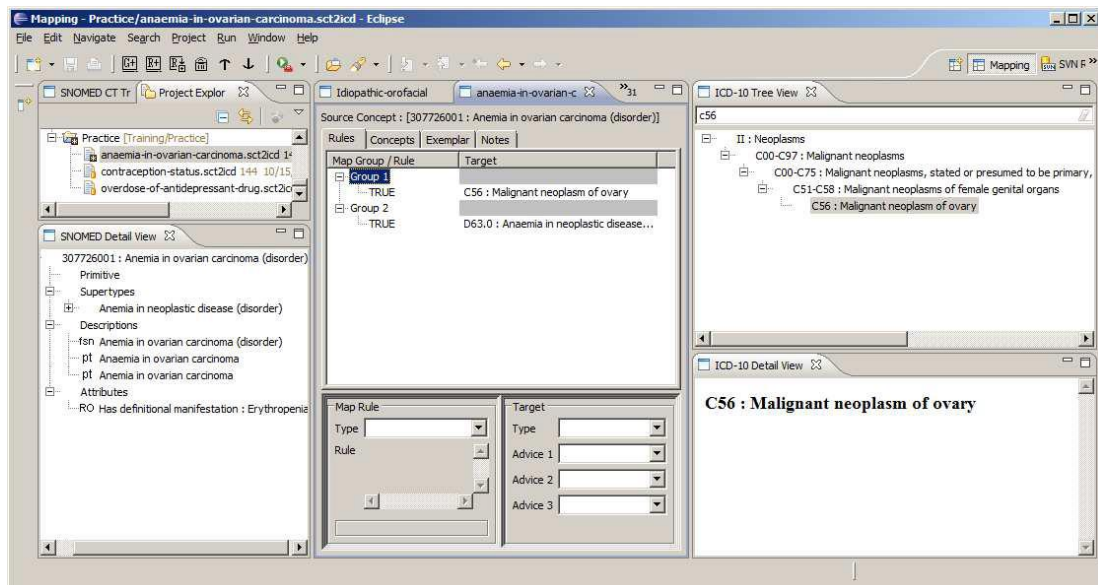 Mapping - Practice/anaemia-in-ovarian-carcinoma.sct2icd - Eclipse
File Edit Navigate Search Project Run Window Help
G+ R+
Mapping SVN F »
SNOMED CT Tr Project Explor
Practice [Training/Practice]
anaemia-in-ovarian-carcinoma.sct2icd 14
contraception-status.sct2icd 144 10/15,
overdose-of-antidepressant-drug.sct2ic
SNOMED Detail View
307726001 : Anemia in ovarian carcinoma (disorder)
Primitive
Supertypes
Anemia in neoplastic disease (disorder)
Descriptions
fsn Anemia in ovarian carcinoma (disorder)
pt Anaemia in ovarian carcinoma
pt Anemia in ovarian carcinoma
Attributes
RO Has definitional manifestation : Erythropenia
Idiopathic-orofacial anaemia-in-ovarian-c »31
Source Concept : [307726001 : Anemia in ovarian carcinoma (disorder)]
Rules Concepts Exemplar Notes
Map Group / Rule Target
Group 1
TRUE C56 : Malignant neoplasm of ovary
Group 2
TRUE D63.0 : Anaemia in neoplastic disease...
Map Rule
Type
Rule
Target
Type
Advice 1
Advice 2
Advice 3
ICD-10 Tree View
c56
II : Neoplasms
C00-C97 : Malignant neoplasms
C00-C75 : Malignant neoplasms, stated or presumed to be primary,
C51-C58 : Malignant neoplasms of female genital organs
C56 : Malignant neoplasm of ovary
ICD-10 Detail View
C56 : Malignant neoplasm of ovary